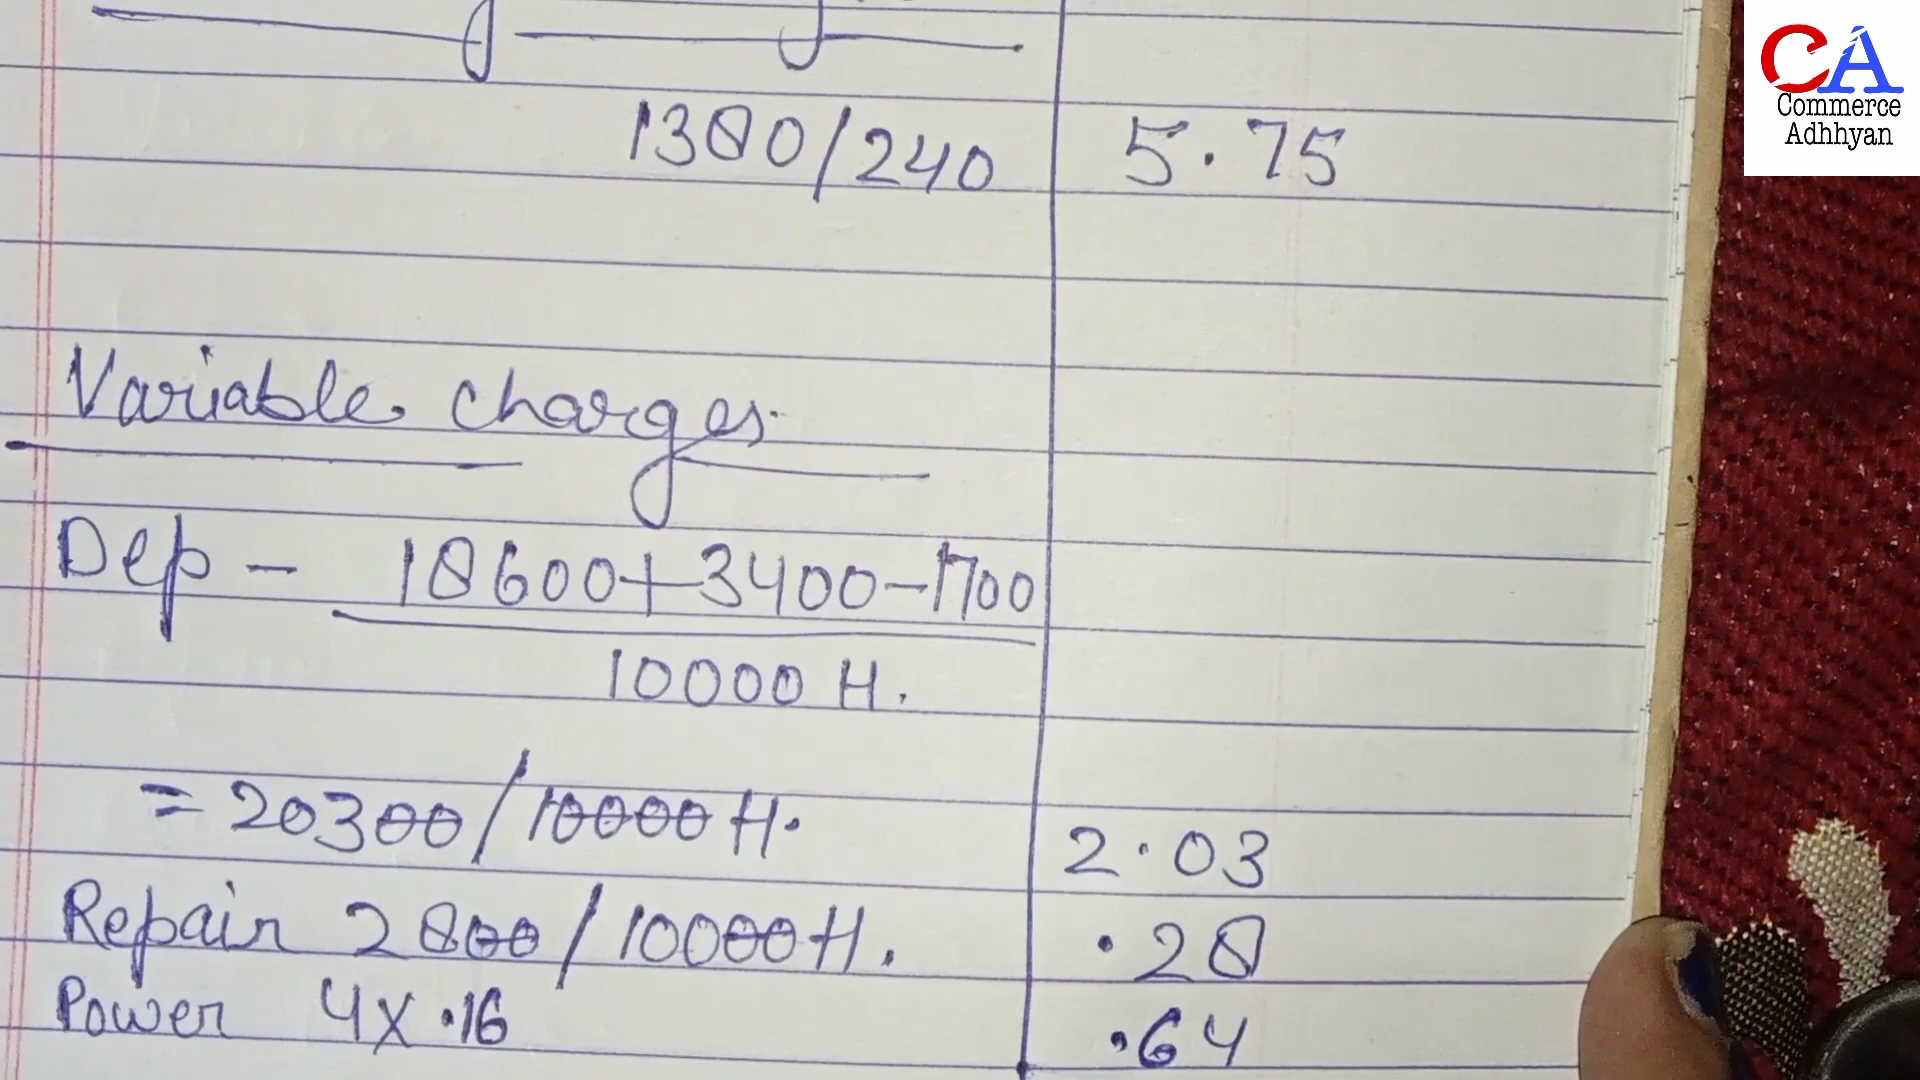 CA
Commerce
Adhhyan
1380/240 5.75
Variable charges.
Dep - 18600+3400-1700
10000 H.
= 20300/10000 H. 2.03
Repair 2800/10000 H. .28
Power 4x.16 .64